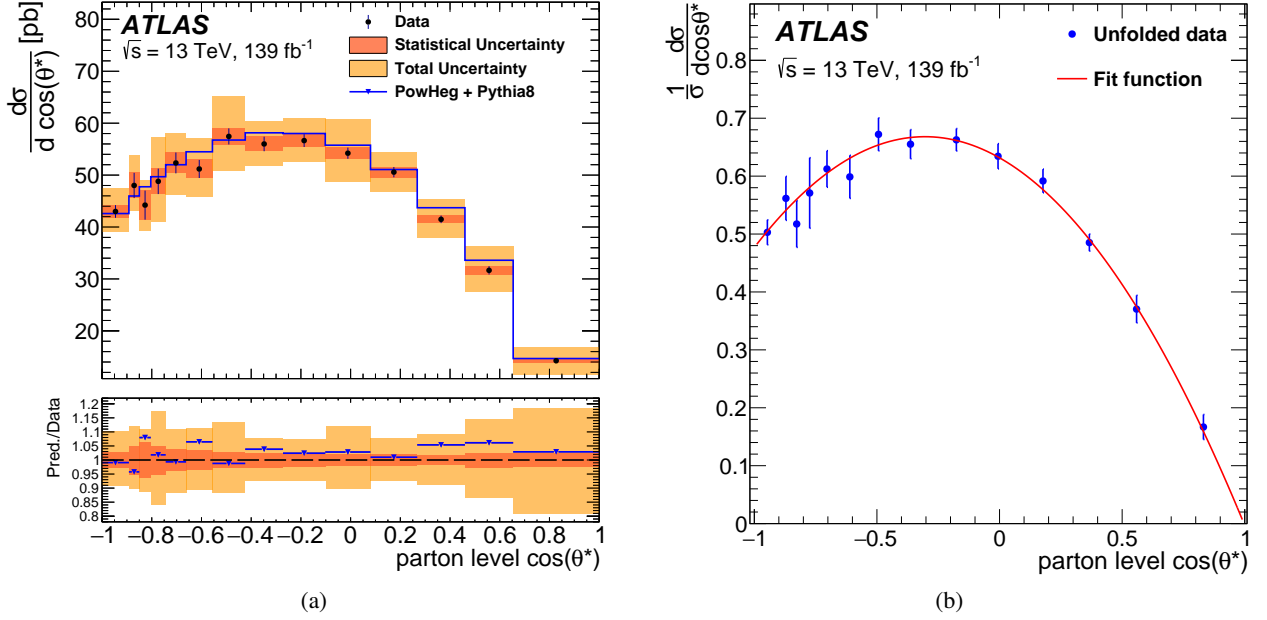 dσ
d cos(θ*) [pb]
80
70
60
50
40
30
20
ATLAS
√s = 13 TeV, 139 fb⁻¹
Data
Statistical Uncertainty
Total Uncertainty
PowHeg + Pythia8
Pred./Data
1.2
1.15
1.1
1.05
1
0.95
0.9
0.85
0.8
−1 −0.8 −0.6 −0.4 −0.2 0 0.2 0.4 0.6 0.8 1
parton level cos(θ*)
(a)
1 dσ
σ dcosθ*
0.8
0.7
0.6
0.5
0.4
0.3
0.2
0.1
0
ATLAS
√s = 13 TeV, 139 fb⁻¹
Unfolded data
Fit function
−1 −0.5 0 0.5 1
parton level cos(θ*)
(b)